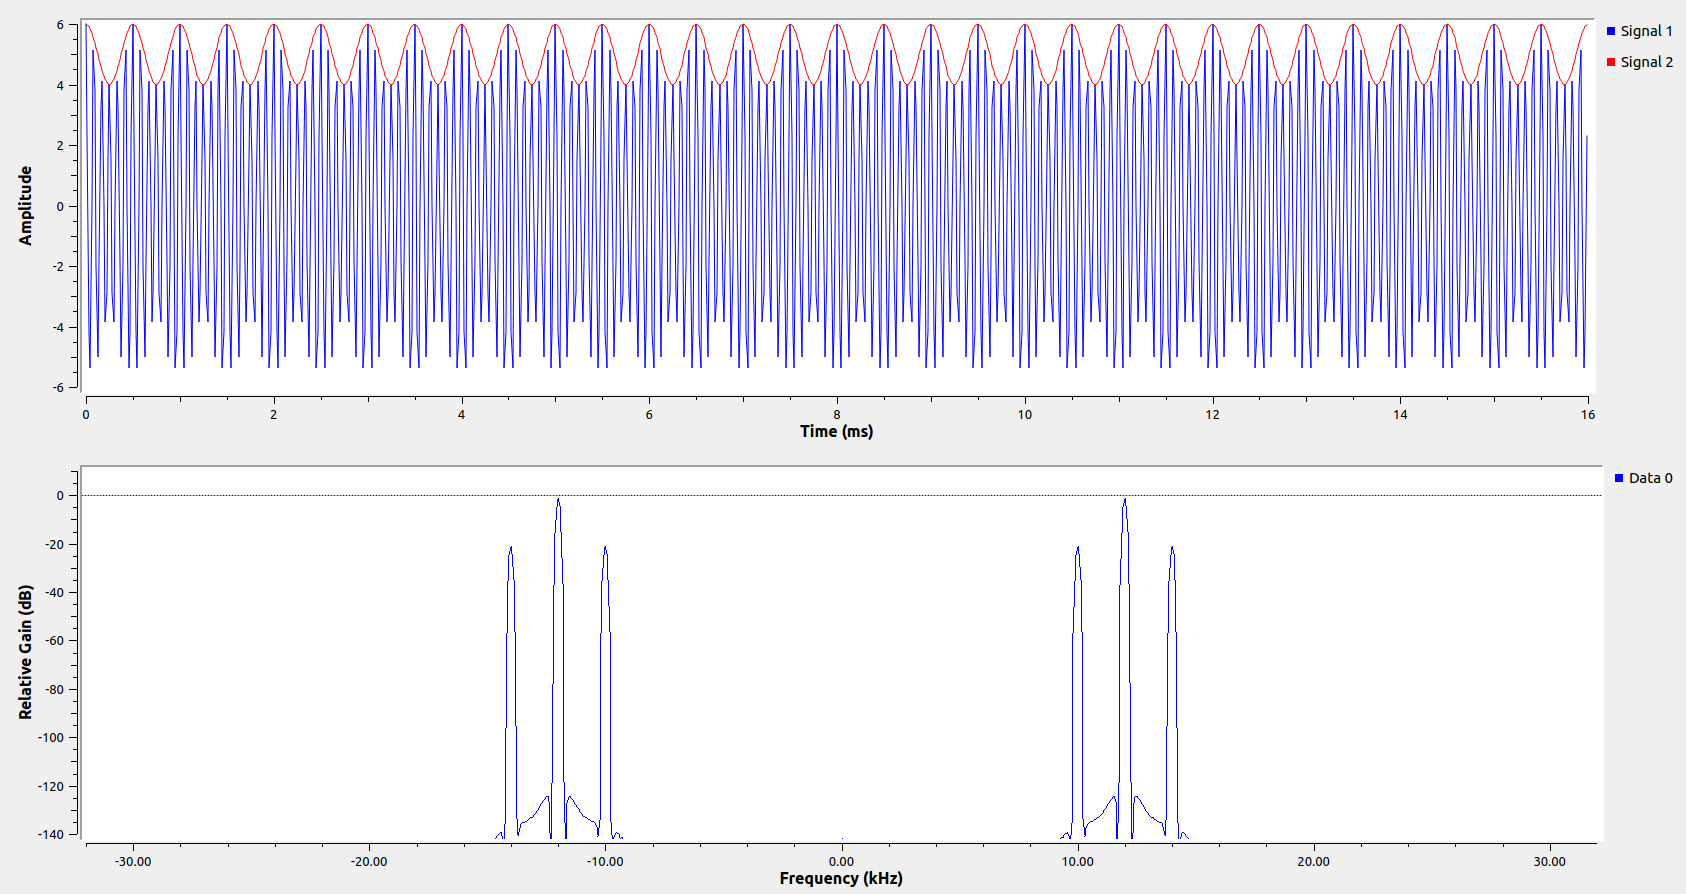 6
4
2
0
-2
-4
-6
Amplitude
0 2 4 6 8 10 12 14 16
Time (ms)
Signal 1
Signal 2
0
-20
-40
-60
-80
-100
-120
-140
Relative Gain (dB)
-30.00 -20.00 -10.00 0.00 10.00 20.00 30.00
Frequency (kHz)
Data 0